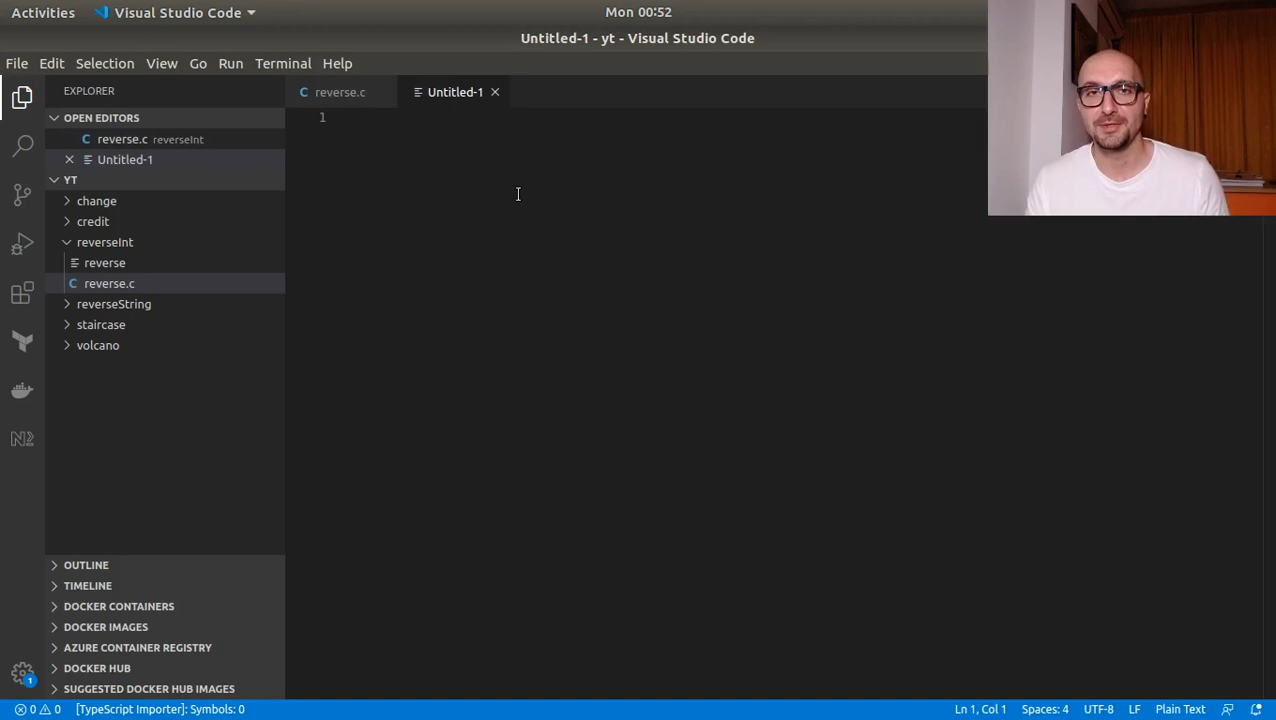 Activities Visual Studio Code Mon 00:52
Untitled-1 - yt - Visual Studio Code
File Edit Selection View Go Run Terminal Help
EXPLORER
reverse.c Untitled-1
OPEN EDITORS
reverse.c reverseInt
Untitled-1
YT
change
credit
reverseInt
reverse
C reverse.c
reverseString
staircase
volcano
1
OUTLINE
TIMELINE
DOCKER CONTAINERS
DOCKER IMAGES
AZURE CONTAINER REGISTRY
DOCKER HUB
SUGGESTED DOCKER HUB IMAGES
1
0 0 [TypeScript Importer]: Symbols: 0 Ln 1, Col 1 Spaces: 4 UTF-8 LF Plain Text